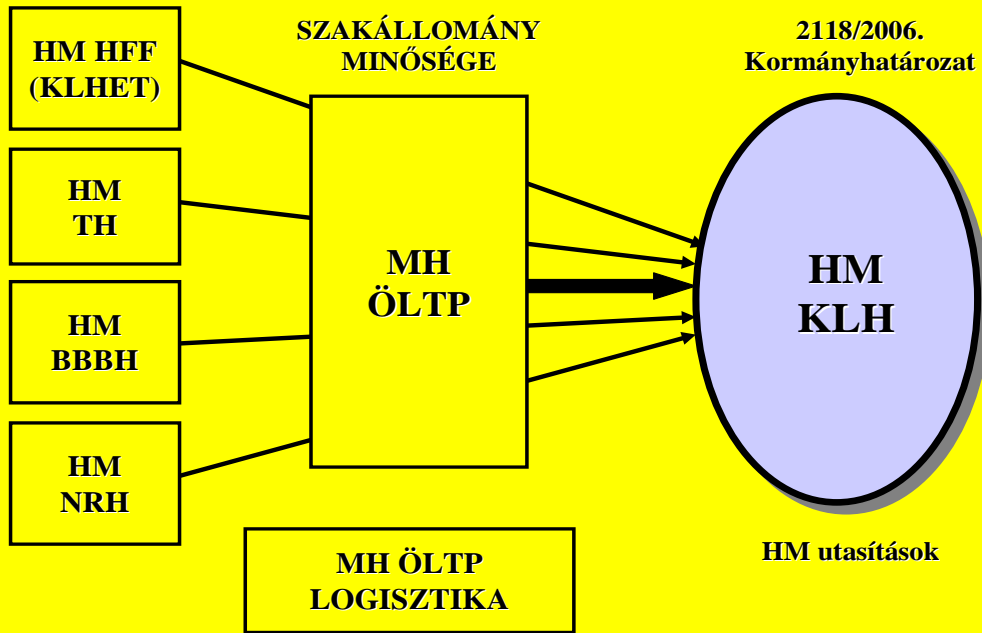 HM HFF
(KLHET)
HM
TH
HM
BBBH
HM
NRH
SZAKÁLLOMÁNY
MINŐSÉGE
MH
ÖLTP
MH ÖLTP
LOGISZTIKA
2118/2006.
Kormányhatározat
HM
KLH
HM utasítások